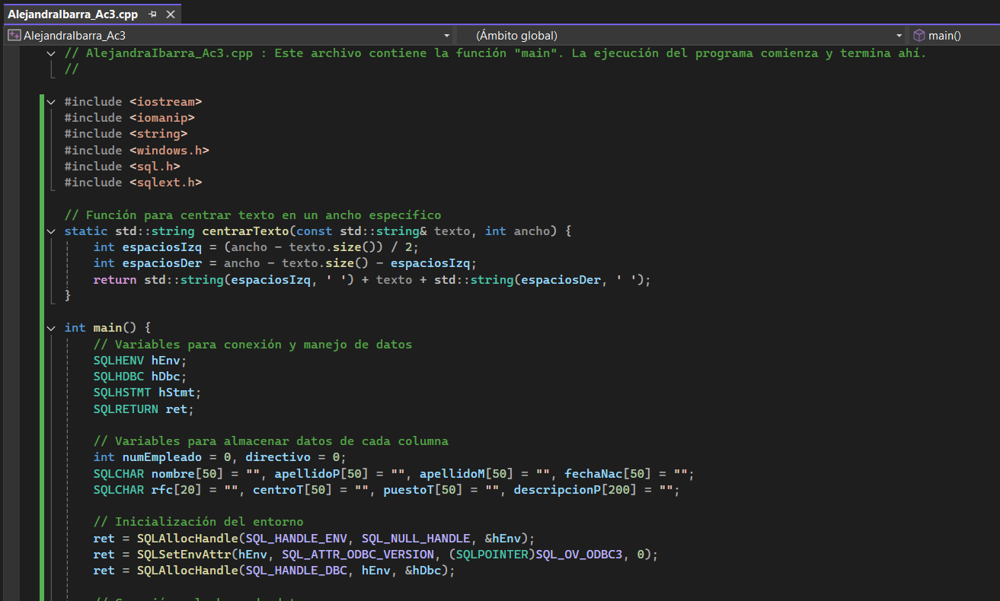 AlejandraIbarra_Ac3.cpp
AlejandraIbarra_Ac3 (Ámbito global) main()
// AlejandraIbarra_Ac3.cpp : Este archivo contiene la función "main". La ejecución del programa comienza y termina ahí.
//
#include <iostream>
#include <iomanip>
#include <string>
#include <windows.h>
#include <sql.h>
#include <sqlext.h>
// Función para centrar texto en un ancho específico
static std::string centrarTexto(const std::string& texto, int ancho) {
int espaciosIzq = (ancho - texto.size()) / 2;
int espaciosDer = ancho - texto.size() - espaciosIzq;
return std::string(espaciosIzq, ' ') + texto + std::string(espaciosDer, ' ');
}
int main() {
// Variables para conexión y manejo de datos
SQLHENV hEnv;
SQLHDBC hDbc;
SQLHSTMT hStmt;
SQLRETURN ret;
// Variables para almacenar datos de cada columna
int numEmpleado = 0, directivo = 0;
SQLCHAR nombre[50] = "", apellidoP[50] = "", apellidoM[50] = "", fechaNac[50] = "";
SQLCHAR rfc[20] = "", centroT[50] = "", puestoT[50] = "", descripcionP[200] = "";
// Inicialización del entorno
ret = SQLAllocHandle(SQL_HANDLE_ENV, SQL_NULL_HANDLE, &hEnv);
ret = SQLSetEnvAttr(hEnv, SQL_ATTR_ODBC_VERSION, (SQLPOINTER)SQL_OV_ODBC3, 0);
ret = SQLAllocHandle(SQL_HANDLE_DBC, hEnv, &hDbc);